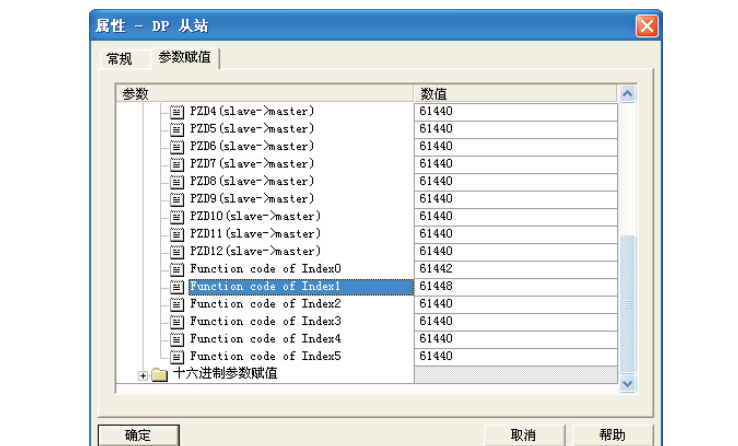 属性 - DP 从站
常规 参数赋值
参数 数值
PZD4(slave->master) 61440
PZD5(slave->master) 61440
PZD6(slave->master) 61440
PZD7(slave->master) 61440
PZD8(slave->master) 61440
PZD9(slave->master) 61440
PZD10(slave->master) 61440
PZD11(slave->master) 61440
PZD12(slave->master) 61440
Function code of Index0 61442
Function code of Index1 61448
Function code of Index2 61440
Function code of Index3 61440
Function code of Index4 61440
Function code of Index5 61440
十六进制参数赋值
确定 取消 帮助